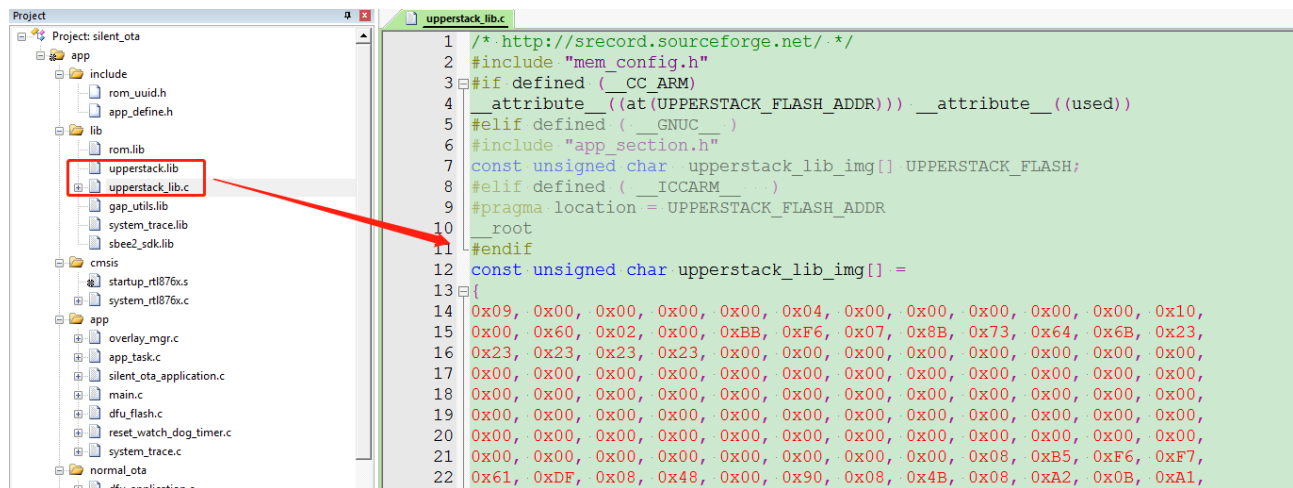 Project
Project: silent_ota
app
include
rom_uuid.h
app_define.h
lib
rom.lib
upperstack.lib
upperstack_lib.c
gap_utils.lib
system_trace.lib
sbee2_sdk.lib
cmsis
startup_rtl876x.s
system_rtl876x.c
app
overlay_mgr.c
app_task.c
silent_ota_application.c
main.c
dfu_flash.c
reset_watch_dog_timer.c
system_trace.c
normal_ota
dfu_application.c
upperstack_lib.c
1 /* http://srecord.sourceforge.net/ */
2 #include "mem_config.h"
3 #if defined (__CC_ARM)
4 __attribute__((at(UPPERSTACK_FLASH_ADDR))) __attribute__((used))
5 #elif defined ( __GNUC__ )
6 #include "app_section.h"
7 const unsigned char  upperstack_lib_img[] UPPERSTACK_FLASH;
8 #elif defined ( __ICCARM__   )
9 #pragma location = UPPERSTACK_FLASH_ADDR
10 __root
11 #endif
12 const unsigned char upperstack_lib_img[] =
13 {
14 0x09, 0x00, 0x00, 0x00, 0x00, 0x04, 0x00, 0x00, 0x00, 0x00, 0x00, 0x10,
15 0x00, 0x60, 0x02, 0x00, 0xBB, 0xF6, 0x07, 0x8B, 0x73, 0x64, 0x6B, 0x23,
16 0x23, 0x23, 0x23, 0x23, 0x00, 0x00, 0x00, 0x00, 0x00, 0x00, 0x00, 0x00,
17 0x00, 0x00, 0x00, 0x00, 0x00, 0x00, 0x00, 0x00, 0x00, 0x00, 0x00, 0x00,
18 0x00, 0x00, 0x00, 0x00, 0x00, 0x00, 0x00, 0x00, 0x00, 0x00, 0x00, 0x00,
19 0x00, 0x00, 0x00, 0x00, 0x00, 0x00, 0x00, 0x00, 0x00, 0x00, 0x00, 0x00,
20 0x00, 0x00, 0x00, 0x00, 0x00, 0x00, 0x00, 0x00, 0x00, 0x00, 0x00, 0x00,
21 0x00, 0x00, 0x00, 0x00, 0x00, 0x00, 0x00, 0x00, 0x08, 0xB5, 0xF6, 0xF7,
22 0x61, 0xDF, 0x08, 0x48, 0x00, 0x90, 0x08, 0x4B, 0x08, 0xA2, 0x0B, 0xA1,